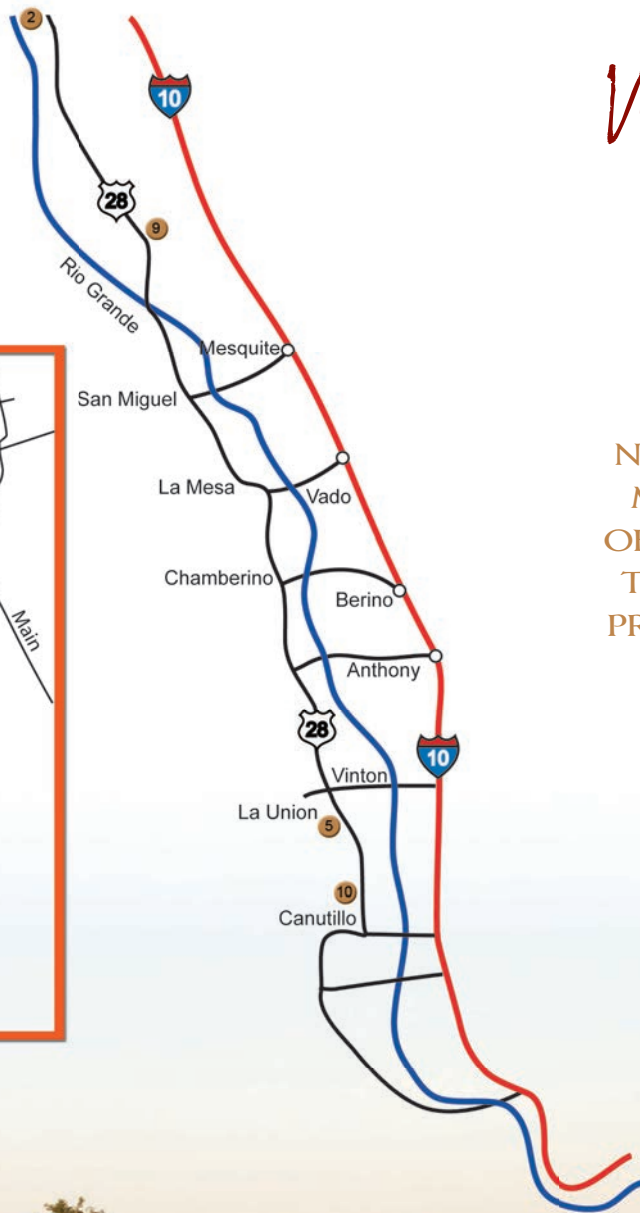 2
10
28
9
Rio Grande
Mesquite
San Miguel
La Mesa
Vado
Chamberino
Berino
Main
Anthony
28
10
Vinton
La Union
5
10
Canutillo